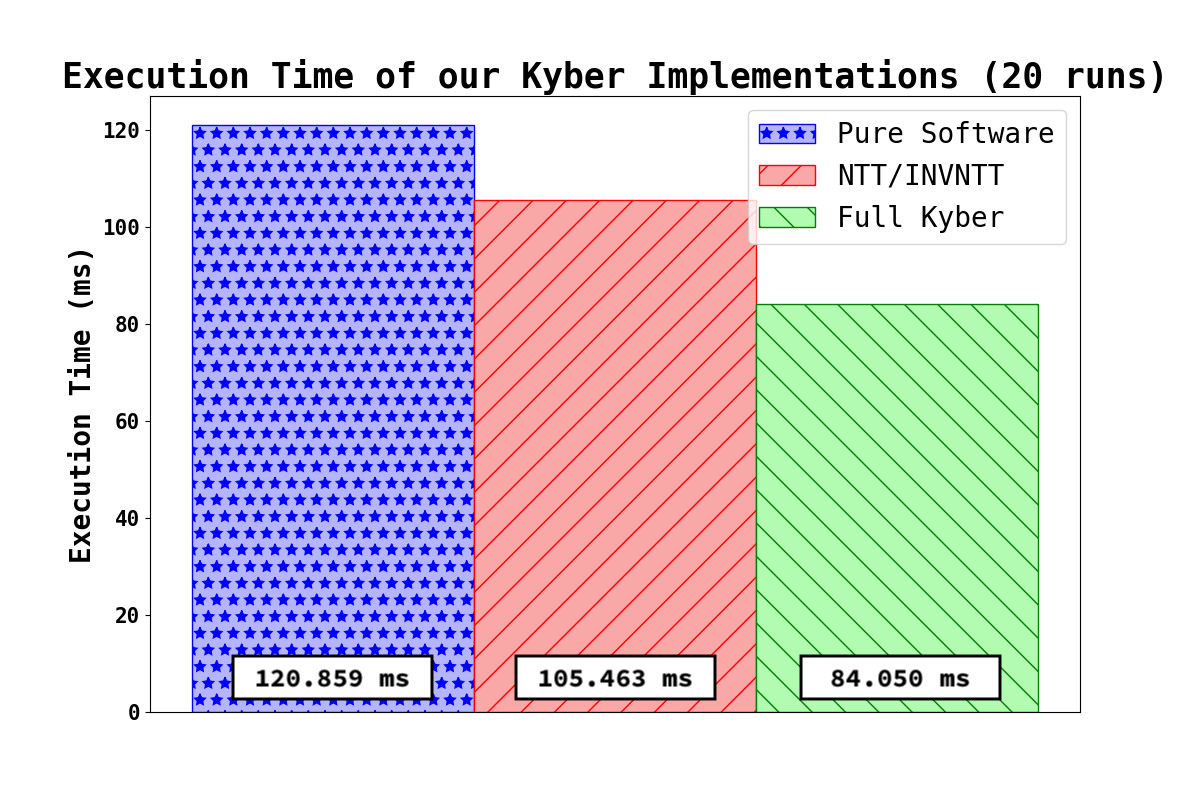 Execution Time of our Kyber Implementations (20 runs)
Execution Time (ms)
120
100
80
60
40
20
0
Pure Software
NTT/INVNTT
Full Kyber
120.859 ms
105.463 ms
84.050 ms